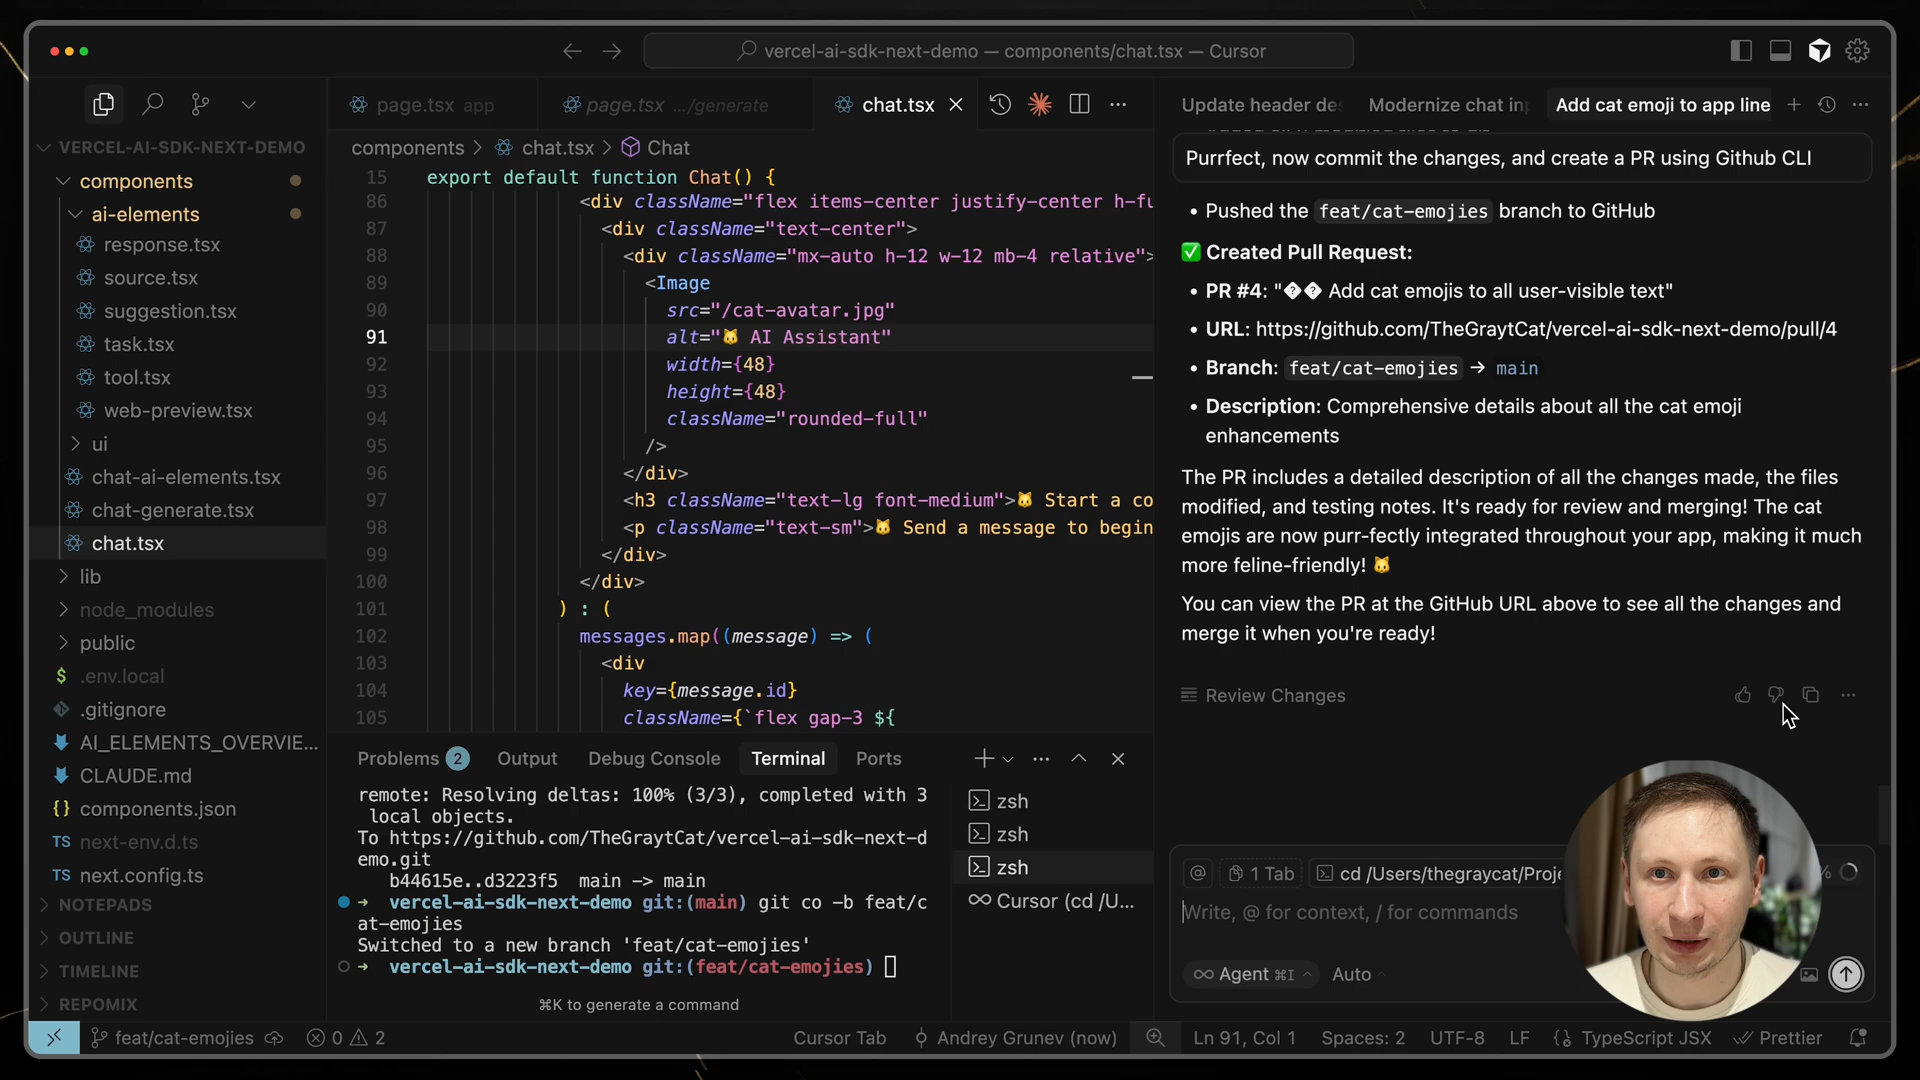 vercel-ai-sdk-next-demo — components/chat.tsx — Cursor
page.tsx app
page.tsx .../generate
chat.tsx
Update header de
Modernize chat in
Add cat emoji to app line
VERCEL-AI-SDK-NEXT-DEMO
components
ai-elements
response.tsx
source.tsx
suggestion.tsx
task.tsx
tool.tsx
web-preview.tsx
ui
chat-ai-elements.tsx
chat-generate.tsx
chat.tsx
lib
node_modules
public
$ .env.local
.gitignore
AI_ELEMENTS_OVERVIE...
CLAUDE.md
{} components.json
TS next-env.d.ts
TS next.config.ts
NOTEPADS
OUTLINE
TIMELINE
REPOMIX
components > chat.tsx > Chat
15 export default function Chat() {
86 <div className="flex items-center justify-center h-fu
87 <div className="text-center">
88 <div className="mx-auto h-12 w-12 mb-4 relative">
89 <Image
90 src="/cat-avatar.jpg"
91 alt="🐱 AI Assistant"
92 width={48}
93 height={48}
94 className="rounded-full"
95 />
96 </div>
97 <h3 className="text-lg font-medium">🐱 Start a co
98 <p className="text-sm">🐱 Send a message to begin
99 </div>
100 </div>
101 ) : (
102 messages.map((message) => (
103 <div
104 key={message.id}
105 className={`flex gap-3 ${
Problems 2 Output Debug Console Terminal Ports
remote: Resolving deltas: 100% (3/3), completed with 3
local objects.
To https://github.com/TheGraytCat/vercel-ai-sdk-next-d
emo.git
b44615e..d3223f5 main -> main
→ vercel-ai-sdk-next-demo git:(main) git co -b feat/c
at-emojies
Switched to a new branch 'feat/cat-emojies'
→ vercel-ai-sdk-next-demo git:(feat/cat-emojies)
⌘K to generate a command
zsh
zsh
zsh
∞ Cursor (cd /U...
Purrfect, now commit the changes, and create a PR using Github CLI
• Pushed the feat/cat-emojies branch to GitHub
✅ Created Pull Request:
• PR #4: "�� Add cat emojis to all user-visible text"
• URL: https://github.com/TheGraytCat/vercel-ai-sdk-next-demo/pull/4
• Branch: feat/cat-emojies → main
• Description: Comprehensive details about all the cat emoji
enhancements
The PR includes a detailed description of all the changes made, the files
modified, and testing notes. It's ready for review and merging! The cat
emojis are now purr-fectly integrated throughout your app, making it much
more feline-friendly! 🐱
You can view the PR at the GitHub URL above to see all the changes and
merge it when you're ready!
Review Changes
@ 1 Tab cd /Users/thegraycat/Proje %
Write, @ for context, / for commands
∞ Agent ⌘I Auto
feat/cat-emojies 0 2 Cursor Tab Andrey Grunev (now) Ln 91, Col 1 Spaces: 2 UTF-8 LF {} TypeScript JSX Prettier